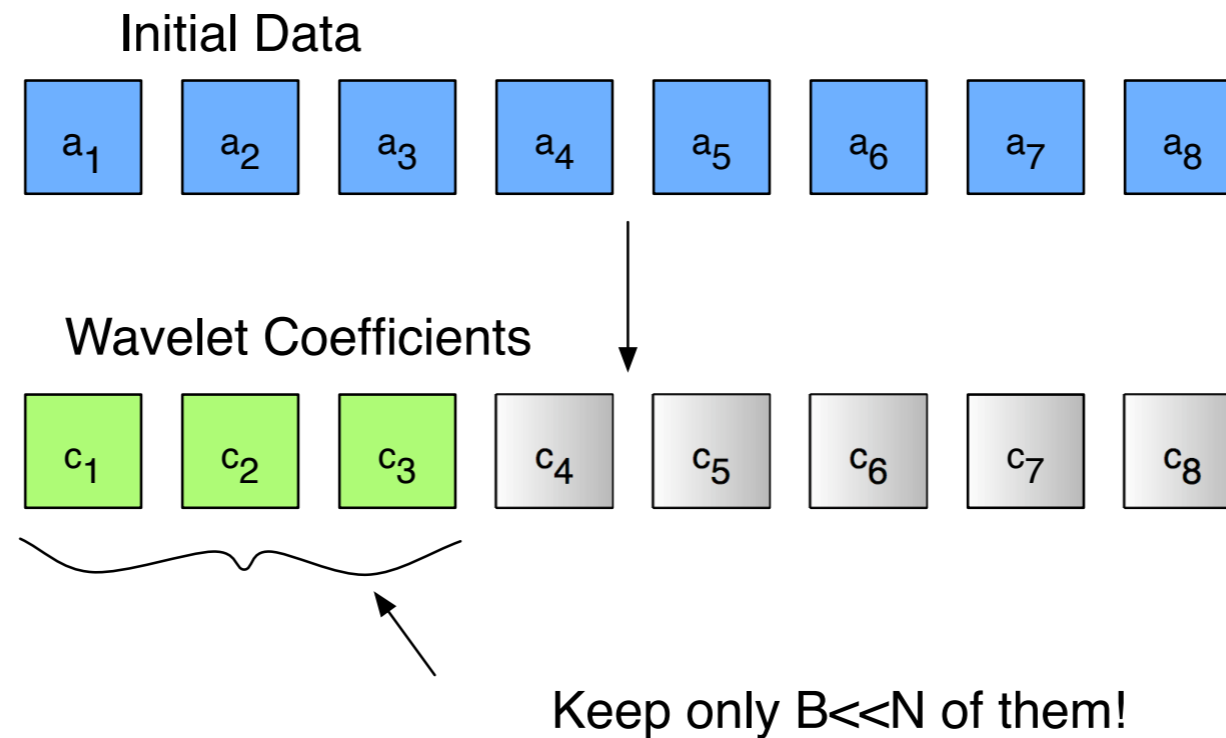 Initial Data
a1 a2 a3 a4 a5 a6 a7 a8
Wavelet Coefficients
c1 c2 c3 c4 c5 c6 c7 c8
Keep only B<<N of them!